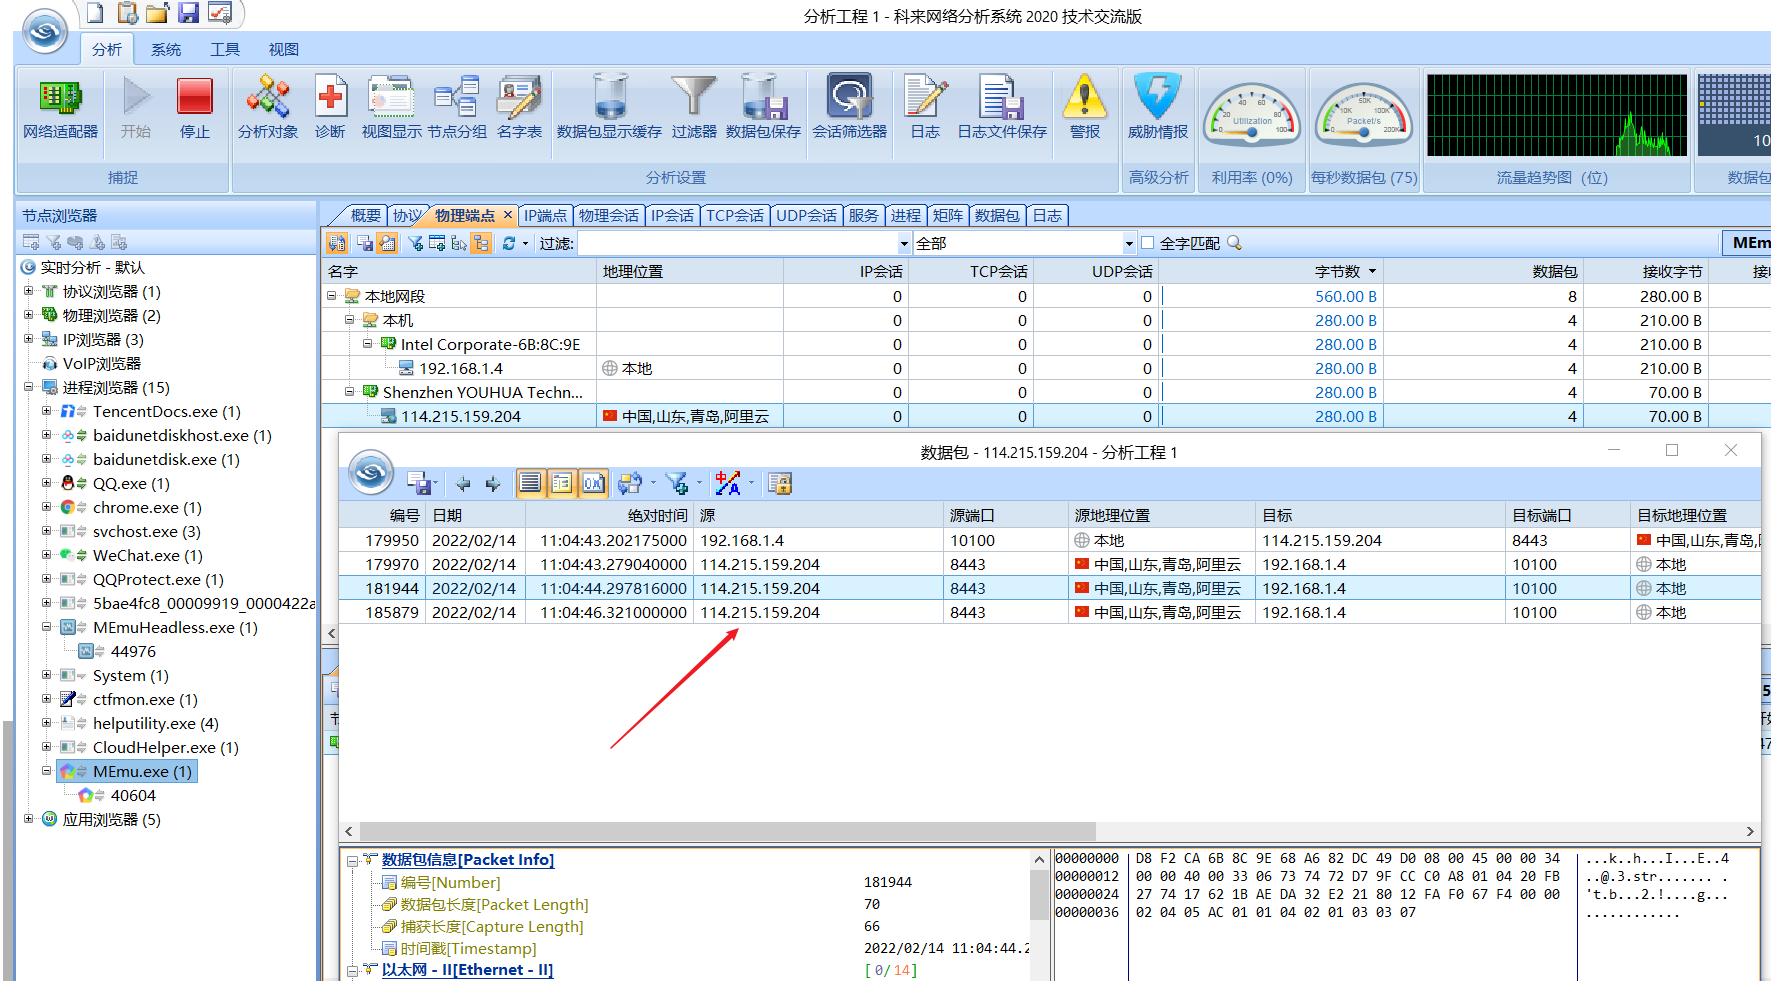 分析工程 1 - 科来网络分析系统 2020 技术交流版
分析 系统 工具 视图
网络适配器 开始 停止 分析对象 诊断 视图显示 节点分组 名字表 数据包显示缓存 过滤器 数据包保存 会话筛选器 日志 日志文件保存 警报 威胁情报
20 40 60 80 100 Utilization 0
10K 50K 100K 200K Packet/s 0
10
捕捉 分析设置 高级分析 利用率 (0%) 每秒数据包 (75) 流量趋势图 (位) 数据包
节点浏览器
概要 协议 物理端点 × IP端点 物理会话 IP会话 TCP会话 UDP会话 服务 进程 矩阵 数据包 日志
过滤: 全部 全字匹配 MEm
实时分析 - 默认
协议浏览器 (1)
物理浏览器 (2)
IP浏览器 (3)
VoIP浏览器
进程浏览器 (15)
TencentDocs.exe (1)
baidunetdiskhost.exe (1)
baidunetdisk.exe (1)
QQ.exe (1)
chrome.exe (1)
svchost.exe (3)
WeChat.exe (1)
QQProtect.exe (1)
5bae4fc8_00009919_0000422a
MEmuHeadless.exe (1)
44976
System (1)
ctfmon.exe (1)
helputility.exe (4)
CloudHelper.exe (1)
MEmu.exe (1)
40604
应用浏览器 (5)
名字 地理位置 IP会话 TCP会话 UDP会话 字节数 数据包 接收字节 接收
本地网段 0 0 0 560.00 B 8 280.00 B
本机 0 0 0 280.00 B 4 210.00 B
Intel Corporate-6B:8C:9E 0 0 0 280.00 B 4 210.00 B
192.168.1.4 本地 0 0 0 280.00 B 4 210.00 B
Shenzhen YOUHUA Techn... 0 0 0 280.00 B 4 70.00 B
114.215.159.204 中国,山东,青岛,阿里云 0 0 0 280.00 B 4 70.00 B
数据包 - 114.215.159.204 - 分析工程 1
编号 日期 绝对时间 源 源端口 源地理位置 目标 目标端口 目标地理位置
179950 2022/02/14 11:04:43.202175000 192.168.1.4 10100 本地 114.215.159.204 8443 中国,山东,青岛,阿
179970 2022/02/14 11:04:43.279040000 114.215.159.204 8443 中国,山东,青岛,阿里云 192.168.1.4 10100 本地
181944 2022/02/14 11:04:44.297816000 114.215.159.204 8443 中国,山东,青岛,阿里云 192.168.1.4 10100 本地
185879 2022/02/14 11:04:46.321000000 114.215.159.204 8443 中国,山东,青岛,阿里云 192.168.1.4 10100 本地
数据包信息[Packet Info]
编号[Number] 181944
数据包长度[Packet Length] 70
捕获长度[Capture Length] 66
时间戳[Timestamp] 2022/02/14 11:04:44.2
以太网 - II[Ethernet - II] [0/14]
00000000 D8 F2 CA 6B 8C 9E 68 A6 82 DC 49 D0 08 00 45 00 00 34 ...k..h...I...E..4
00000012 00 00 40 00 33 06 73 74 72 D7 9F CC C0 A8 01 04 20 FB ..@.3.str....... .
00000024 27 74 17 62 1B AE DA 32 E2 21 80 12 FA F0 67 F4 00 00 't.b...2.!....g...
00000036 02 04 05 AC 01 01 04 02 01 03 03 07 ............